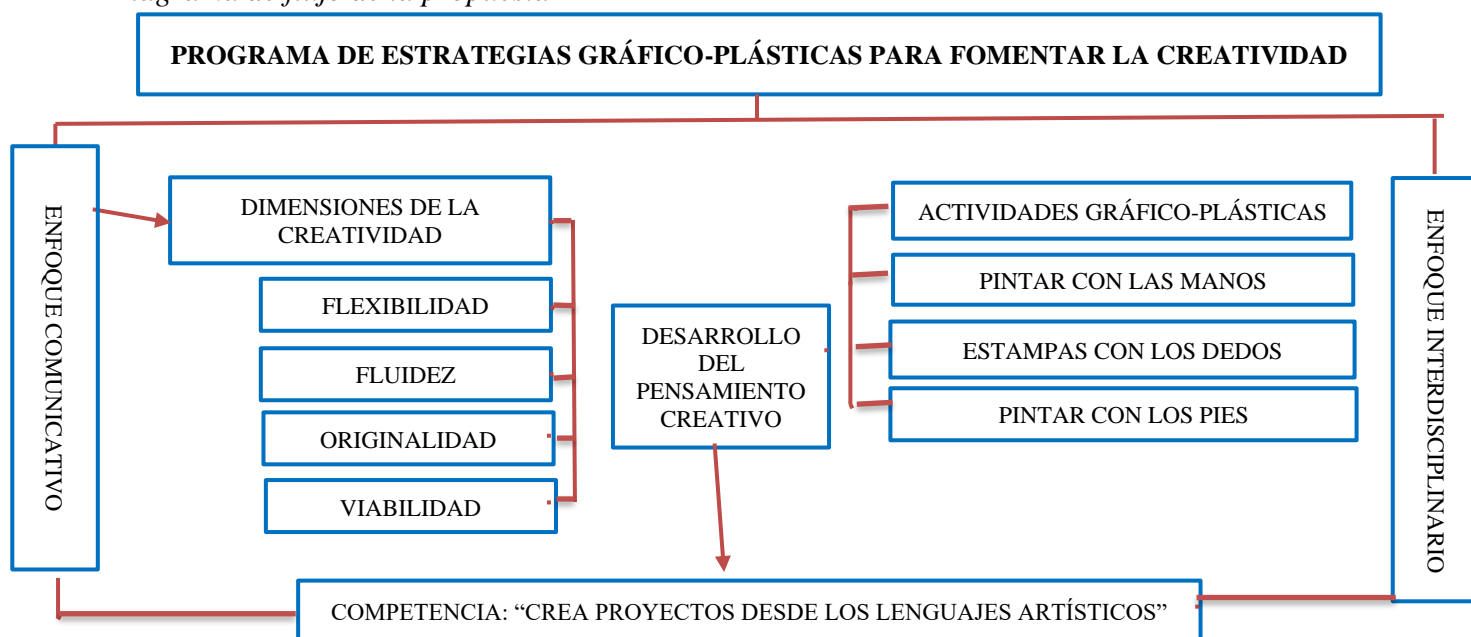 PROGRAMA DE ESTRATEGIAS GRÁFICO-PLÁSTICAS PARA FOMENTAR LA CREATIVIDAD
ENFOQUE COMUNICATIVO
DIMENSIONES DE LA
CREATIVIDAD
FLEXIBILIDAD
FLUIDEZ
ORIGINALIDAD
VIABILIDAD
DESARROLLO
DEL
PENSAMIENTO
CREATIVO
ACTIVIDADES GRÁFICO-PLÁSTICAS
PINTAR CON LAS MANOS
ESTAMPAS CON LOS DEDOS
PINTAR CON LOS PIES
ENFOQUE INTERDISCIPLINARIO
COMPETENCIA: “CREA PROYECTOS DESDE LOS LENGUAJES ARTÍSTICOS”